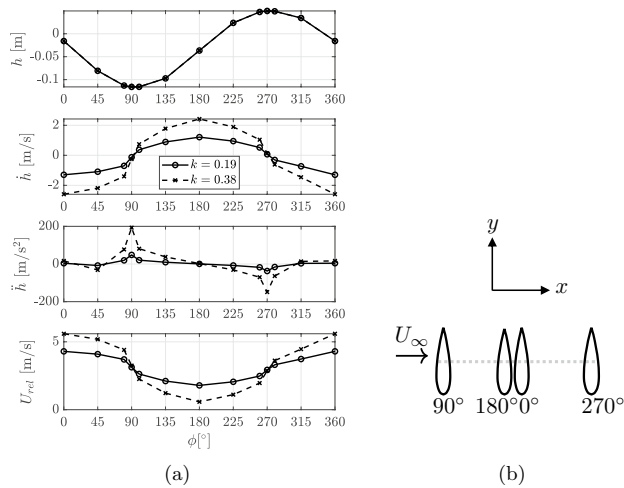 h [m]
0
-0.05
-0.1
0 45 90 135 180 225 270 315 360
ḣ [m/s]
2
0
-2
k = 0.19
k = 0.38
0 45 90 135 180 225 270 315 360
ḧ [m/s²]
200
0
-200
0 45 90 135 180 225 270 315 360
U_rel [m/s]
5
0
0 45 90 135 180 225 270 315 360
ϕ[°]
(a)
y
x
U∞
90° 180° 0° 270°
(b)